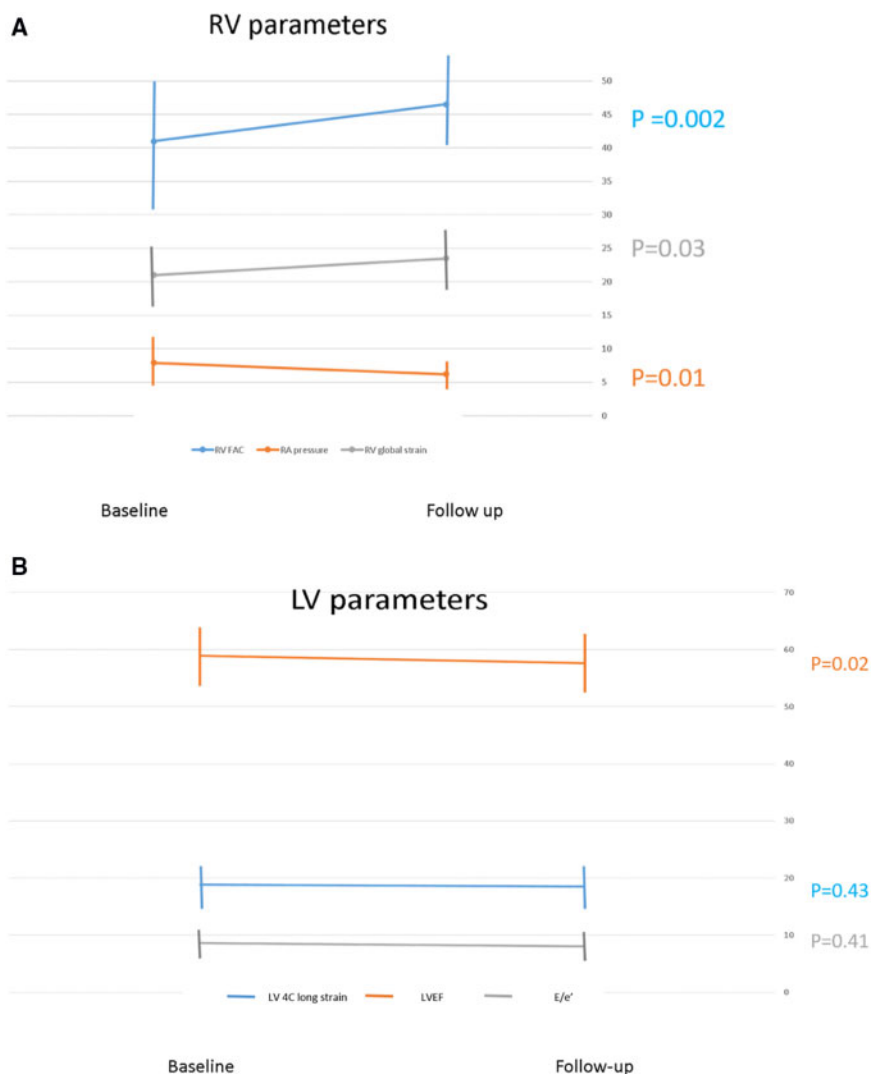 A
RV parameters
50
45
40
35
30
25
20
15
10
5
0
P =0.002
P=0.03
P=0.01
RV FAC RA pressure RV global strain
Baseline Follow up
B
LV parameters
70
60
50
40
30
20
10
0
P=0.02
P=0.43
P=0.41
LV 4C long strain LVEF E/e'
Baseline Follow-up